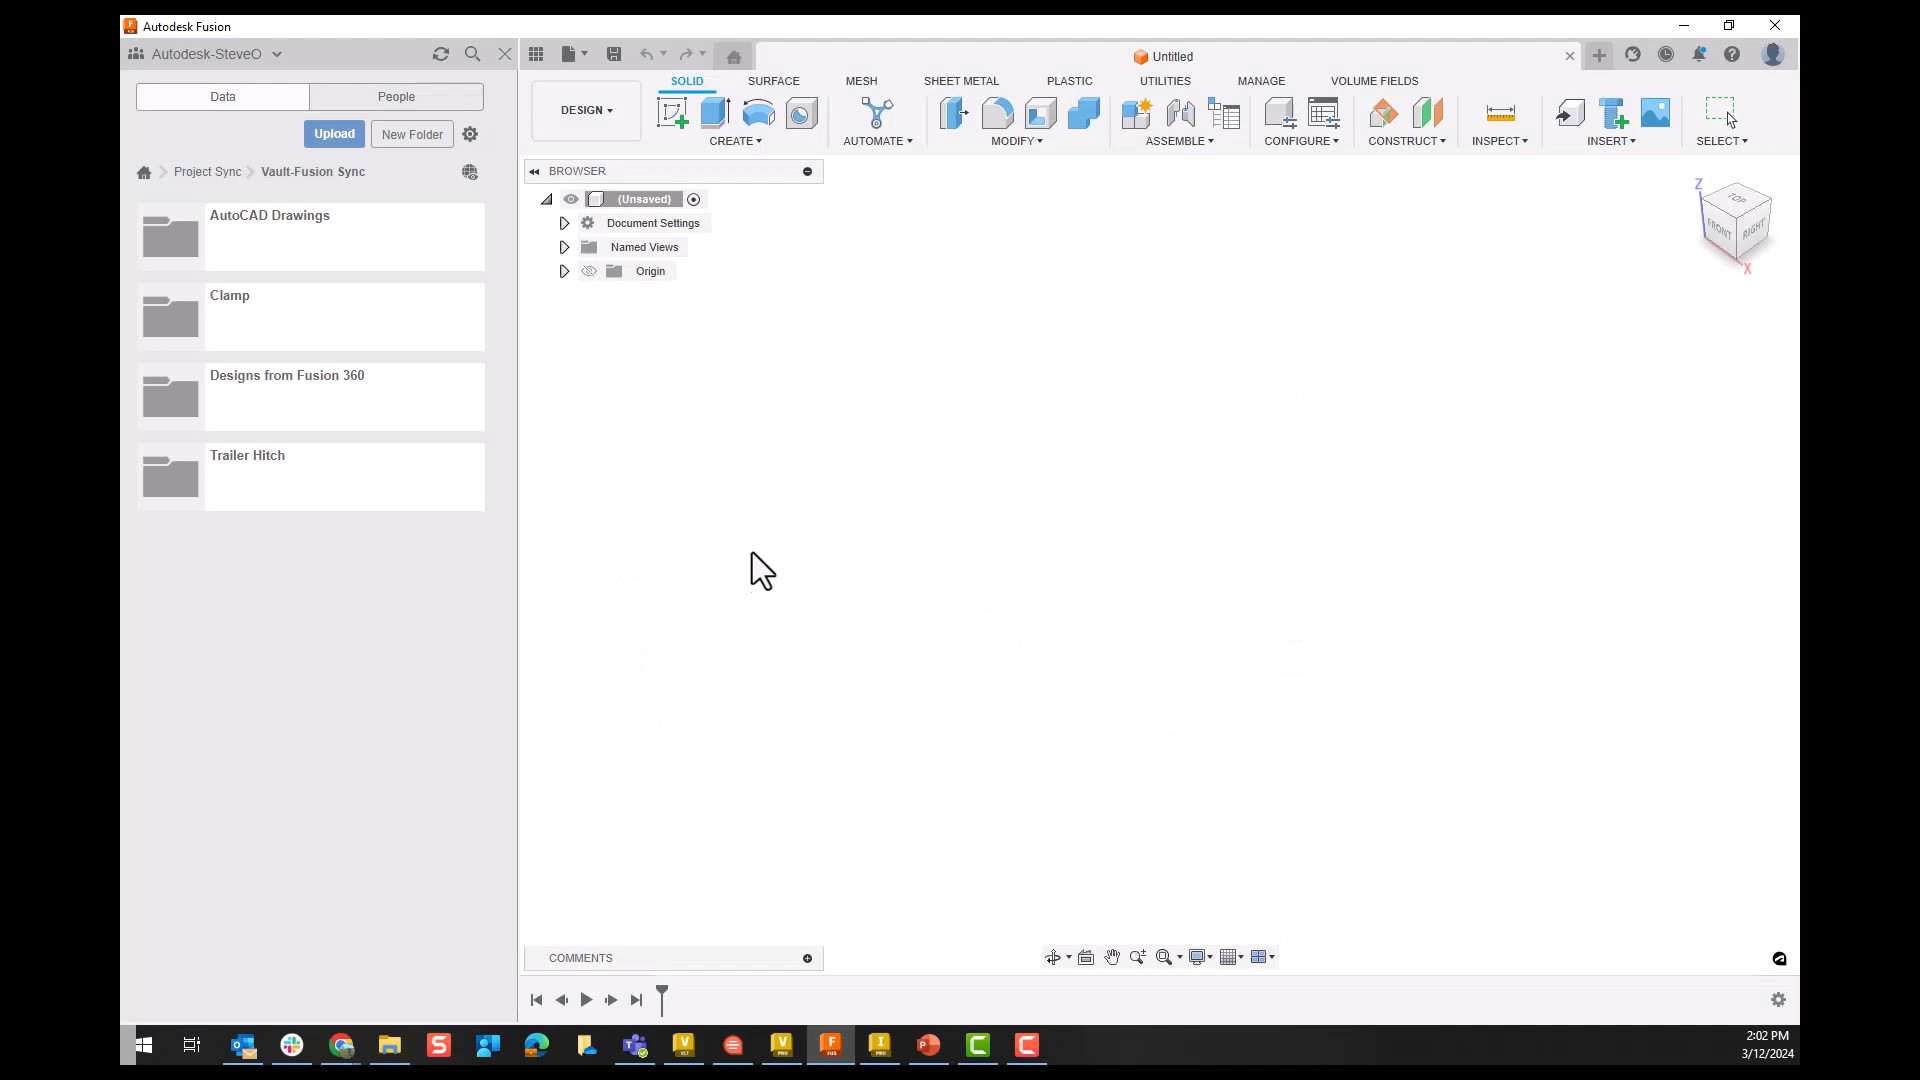 Autodesk Fusion
Autodesk-SteveO
Untitled
Data
People
Upload
New Folder
Project Sync
Vault-Fusion Sync
AutoCAD Drawings
Clamp
Designs from Fusion 360
Trailer Hitch
DESIGN
SOLID
SURFACE
MESH
SHEET METAL
PLASTIC
UTILITIES
MANAGE
VOLUME FIELDS
CREATE
AUTOMATE
MODIFY
ASSEMBLE
CONFIGURE
CONSTRUCT
INSPECT
INSERT
SELECT
BROWSER
(Unsaved)
Document Settings
Named Views
Origin
Z
TOP
FRONT
RIGHT
X
COMMENTS
2:02 PM
3/12/2024